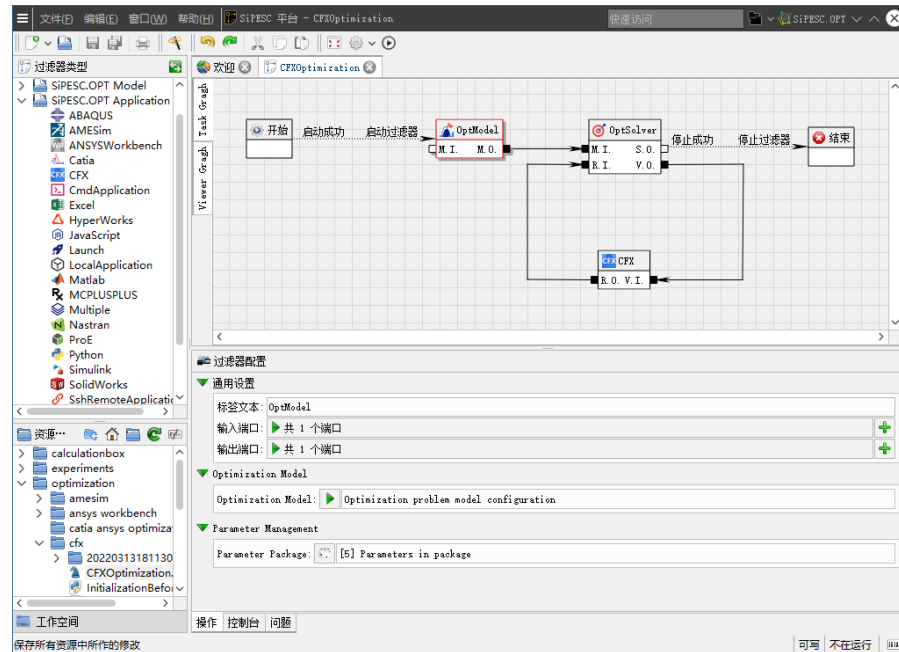 文件(F) 编辑(E) 窗口(W) 帮助(H) SiPESC 平台 - CFXOptimization 快速访问 SiPESC.OPT
过滤器类型
SiPESC.OPT Model
SiPESC.OPT Application
ABAQUS
AMESim
ANSYSWorkbench
Catia
CFX
CmdApplication
Excel
HyperWorks
JavaScript
Launch
LocalApplication
Matlab
MCPLUSPLUS
Multiple
Nastran
ProE
Python
Simulink
SolidWorks
SshRemoteApplicatic
资源…
calculationbox
experiments
optimization
amesim
ansys workbench
catia ansys optimiza
cfx
20220313181130
CFXOptimization.
InitializationBefor
工作空间
欢迎 CFXOptimization
Task Gragh
Viewer Gragh
开始 启动成功 启动过滤器 OptModel
M.I. M.O.
OptSolver
M.I. S.O.
R.I. V.O.
停止成功 停止过滤器 结束
CFX
R.O. V.I.
过滤器配置
通用设置
标签文本: OptModel
输入端口: 共 1 个端口
输出端口: 共 1 个端口
Optimization Model
Optimization Model: Optimization problem model configuration
Parameter Management
Parameter Package: [5] Parameters in package
操作 控制台 问题
保存所有资源中所作的修改 可写 不在运行